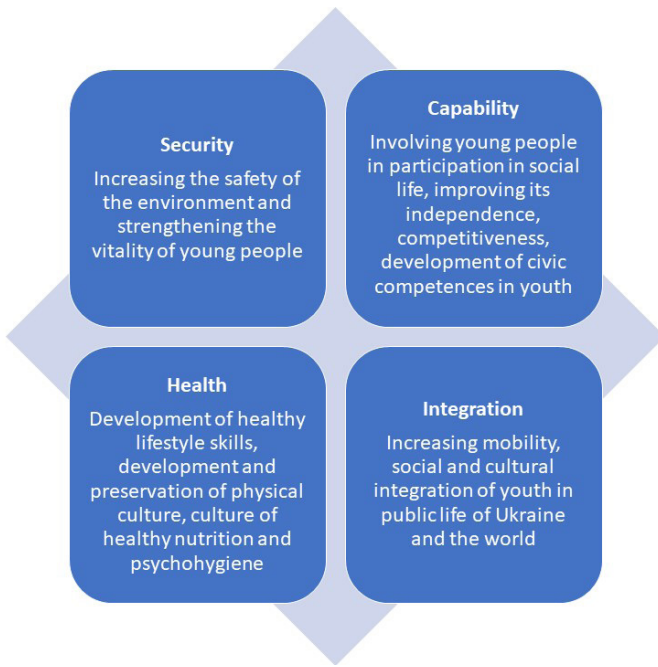 Security
Increasing the safety of
the environment and
strengthening the
vitality of young people
Capability
Involving young people
in participation in social
life, improving its
independence,
competitiveness,
development of civic
competences in youth
Health
Development of healthy
lifestyle skills,
development and
preservation of physical
culture, culture of
healthy nutrition and
psychohygiene
Integration
Increasing mobility,
social and cultural
integration of youth in
public life of Ukraine
and the world